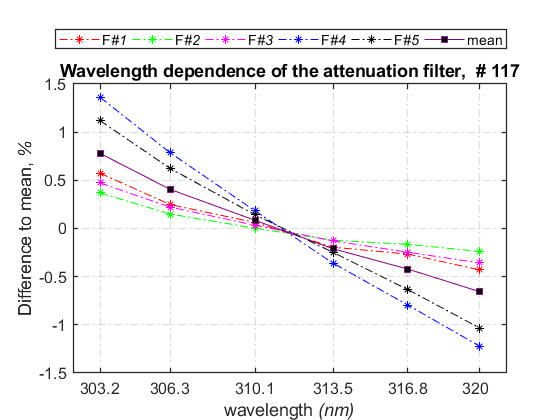 F#1 F#2 F#3 F#4 F#5 mean
Wavelength dependence of the attenuation filter, # 117
Difference to mean, %
1.5
1
0.5
0
-0.5
-1
-1.5
303.2 306.3 310.1 313.5 316.8 320
wavelength (nm)